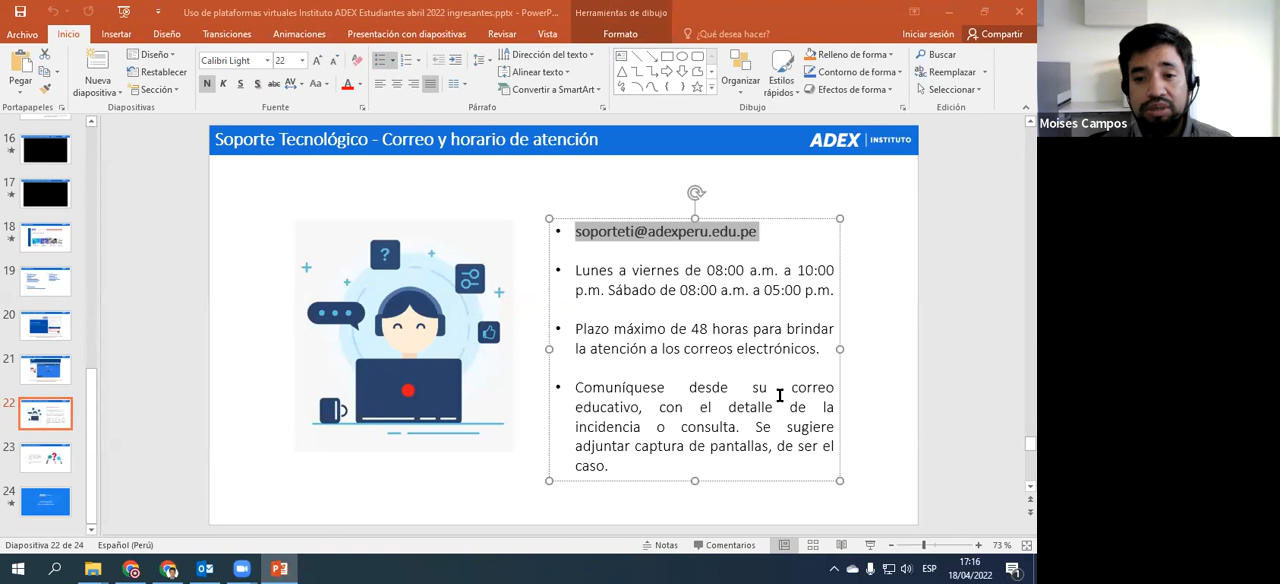 Uso de plataformas virtuales Instituto ADEX Estudiantes abril 2022 ingresantes.pptx - PowerP...
Herramientas de dibujo
Archivo
Inicio
Insertar
Diseño
Transiciones
Animaciones
Presentación con diapositivas
Revisar
Vista
Formato
¿Qué desea hacer?
Iniciar sesión
Compartir
Pegar
Nueva
diapositiva
Diseño
Restablecer
Sección
Calibri Light
22
N K S S abc AV Aa A
Dirección del texto
Alinear texto
Convertir a SmartArt
Organizar
Estilos
rápidos
Relleno de forma
Contorno de forma
Efectos de forma
Buscar
Reemplazar
Seleccionar
Portapapeles
Diapositivas
Fuente
Párrafo
Dibujo
Edición
Moises Campos
16
17
18
19
20
21
22
23
24
Soporte Tecnológico - Correo y horario de atención
ADEX INSTITUTO
?
• soporteti@adexperu.edu.pe
• Lunes a viernes de 08:00 a.m. a 10:00
p.m. Sábado de 08:00 a.m. a 05:00 p.m.
• Plazo máximo de 48 horas para brindar
la atención a los correos electrónicos.
• Comuníquese desde su correo
educativo, con el detalle de la
incidencia o consulta. Se sugiere
adjuntar captura de pantallas, de ser el
caso.
Diapositiva 22 de 24
Español (Perú)
Notas
Comentarios
73 %
ESP
17:16
18/04/2022